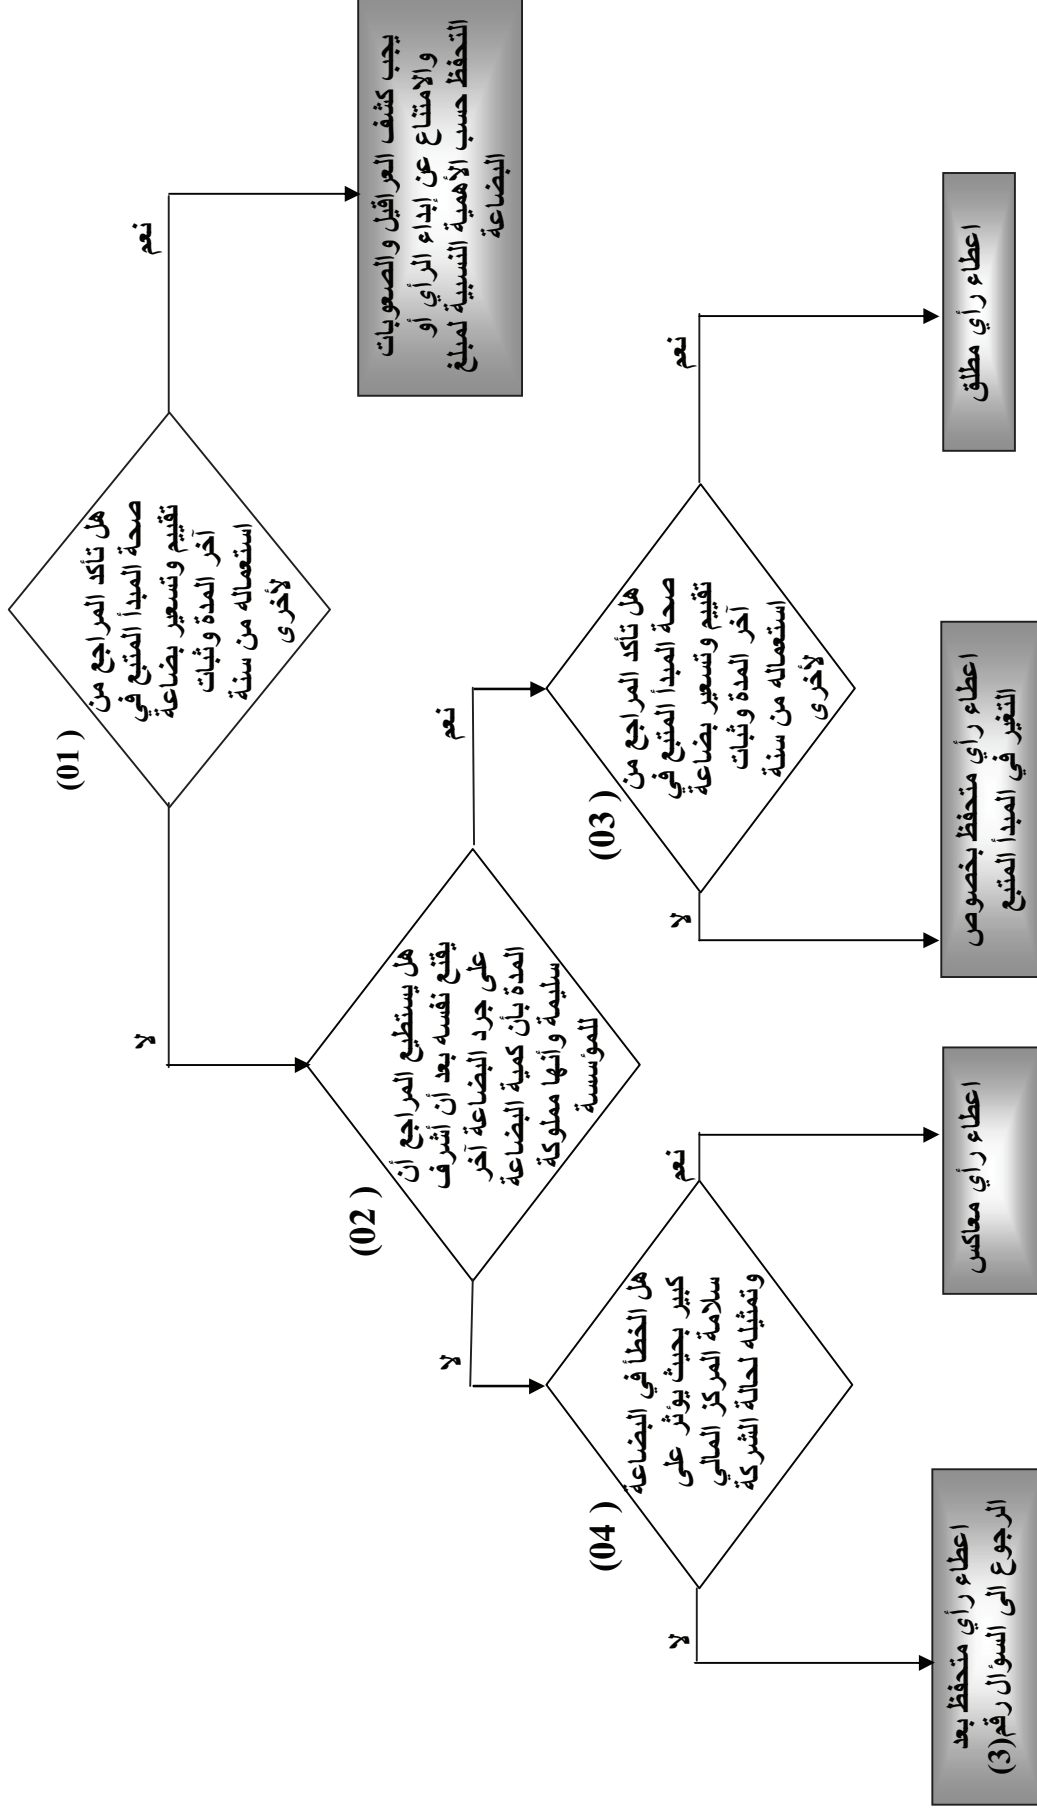 (01 )
هل تأكد المراجع من
صحة المبدأ المتبع في
تقييم وتسعير بضاعة
آخر المدة وثبات
استعماله من سنة
لأخرى
نعم
لا
يجب كشف العراقيل والصعوبات
والامتناع عن إبداء الرأي أو
التحفظ حسب الأهمية النسبية لمبلغ
البضاعة
(02 )
هل يستطيع المراجع أن
يقنع نفسه بعد أن أشرف
على جرد البضاعة آخر
المدة بأن كمية البضاعة
سليمة وأنها مملوكة
للمؤسسة
نعم
لا
(03 )
هل تأكد المراجع من
صحة المبدأ المتبع في
تقييم وتسعير بضاعة
آخر المدة وثبات
استعماله من سنة
لأخرى
نعم
لا
(04 )
هل الخطأ في البضاعة
كبير بحيث يؤثر على
سلامة المركز المالي
وتمثيله لحالة الشركة
نعم
لا
اعطاء رأي مطلق
اعطاء رأي متحفظ بخصوص
التغير في المبدأ المتبع
اعطاء رأي معاكس
اعطاء رأي متحفظ بعد
الرجوع الى السؤال رقم(3)